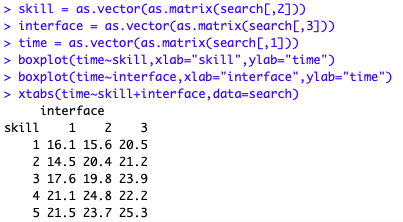 > skill = as.vector(as.matrix(search[,2]))
> interface = as.vector(as.matrix(search[,3]))
> time = as.vector(as.matrix(search[,1]))
> boxplot(time~skill,xlab="skill",ylab="time")
> boxplot(time~interface,xlab="interface",ylab="time")
> xtabs(time~skill+interface,data=search)
     interface
skill    1    2    3
    1 16.1 15.6 20.5
    2 14.5 20.4 21.2
    3 17.6 19.8 23.9
    4 21.1 24.8 22.2
    5 21.5 23.7 25.3